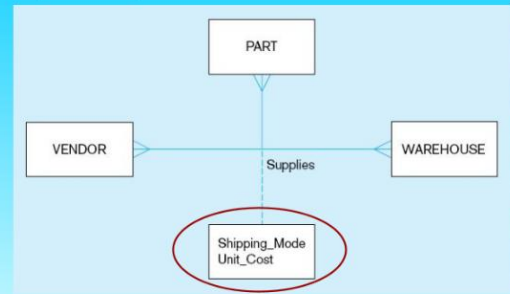 PART
VENDOR
WAREHOUSE
Supplies
Shipping_Mode
Unit_Cost